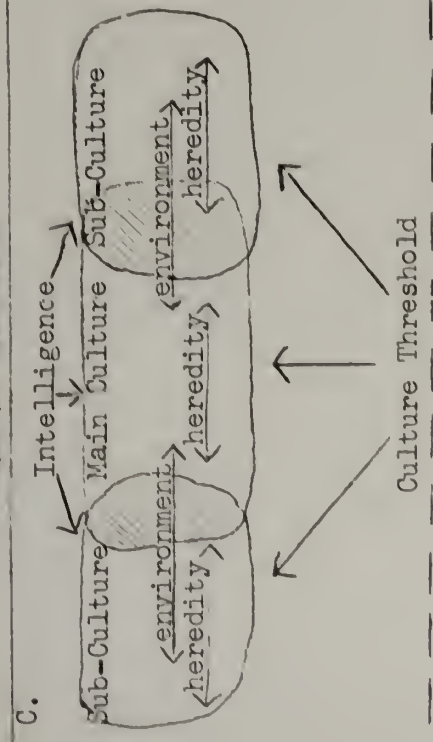 C.
Intelligence
Sub-Culture Main Culture Sub-Culture
environment environment
heredity heredity heredity
Culture Threshold